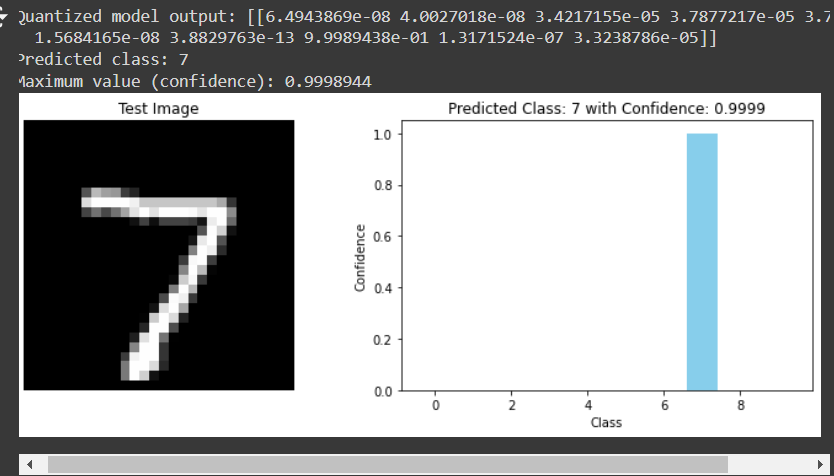 Quantized model output: [[6.4943869e-08 4.0027018e-08 3.4217155e-05 3.7877217e-05 3.7
1.5684165e-08 3.8829763e-13 9.9989438e-01 1.3171524e-07 3.3238786e-05]]
Predicted class: 7
Maximum value (confidence): 0.9998944
Test Image
7
Predicted Class: 7 with Confidence: 0.9999
1.0
0.8
0.6
0.4
0.2
0.0
Confidence
0 2 4 6 8
Class